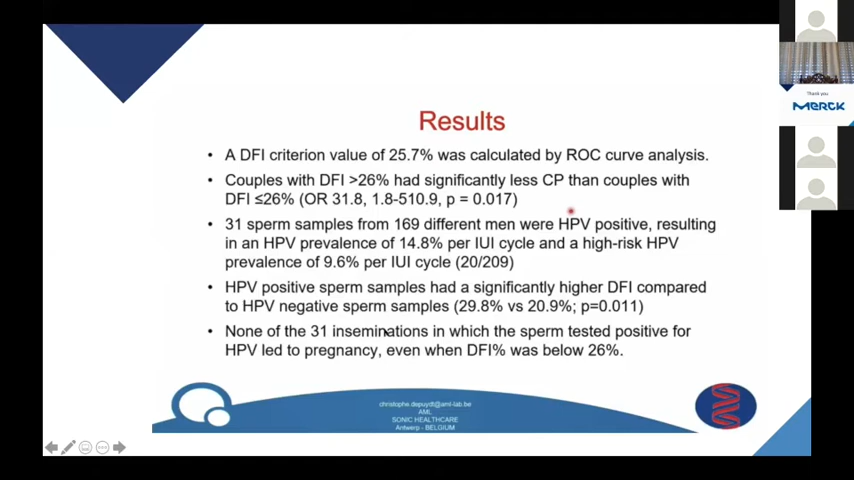 Results
• A DFI criterion value of 25.7% was calculated by ROC curve analysis.
• Couples with DFI >26% had significantly less CP than couples with
DFI ≤26% (OR 31.8, 1.8-510.9, p = 0.017)
• 31 sperm samples from 169 different men were HPV positive, resulting
in an HPV prevalence of 14.8% per IUI cycle and a high-risk HPV
prevalence of 9.6% per IUI cycle (20/209)
• HPV positive sperm samples had a significantly higher DFI compared
to HPV negative sperm samples (29.8% vs 20.9%; p=0.011)
• None of the 31 inseminations in which the sperm tested positive for
HPV led to pregnancy, even when DFI% was below 26%.
christophe.depuydt@aml-lab.be
AML
SONIC HEALTHCARE
Antwerp - BELGIUM
Thank you
MERCK